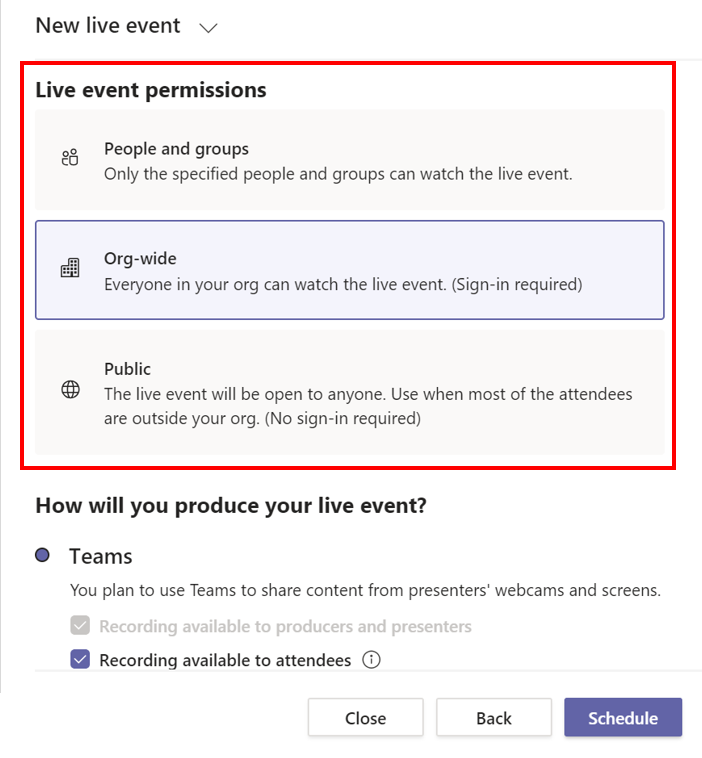 New live event
Live event permissions
People and groups
Only the specified people and groups can watch the live event.
Org-wide
Everyone in your org can watch the live event. (Sign-in required)
Public
The live event will be open to anyone. Use when most of the attendees
are outside your org. (No sign-in required)
How will you produce your live event?
Teams
You plan to use Teams to share content from presenters' webcams and screens.
Recording available to producers and presenters
Recording available to attendees
Close Back Schedule